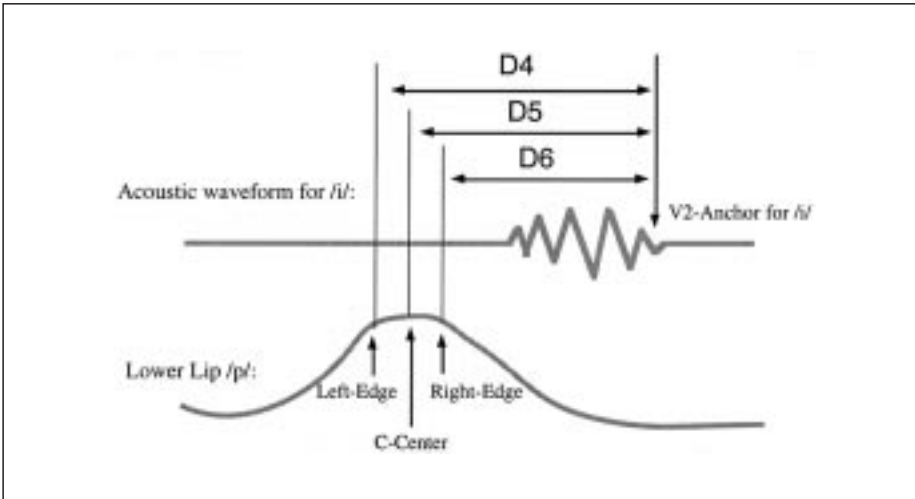 D4
D5
D6
Acoustic waveform for /i/:
V2-Anchor for /i/
Lower Lip /p/:
Left-Edge
Right-Edge
C-Center